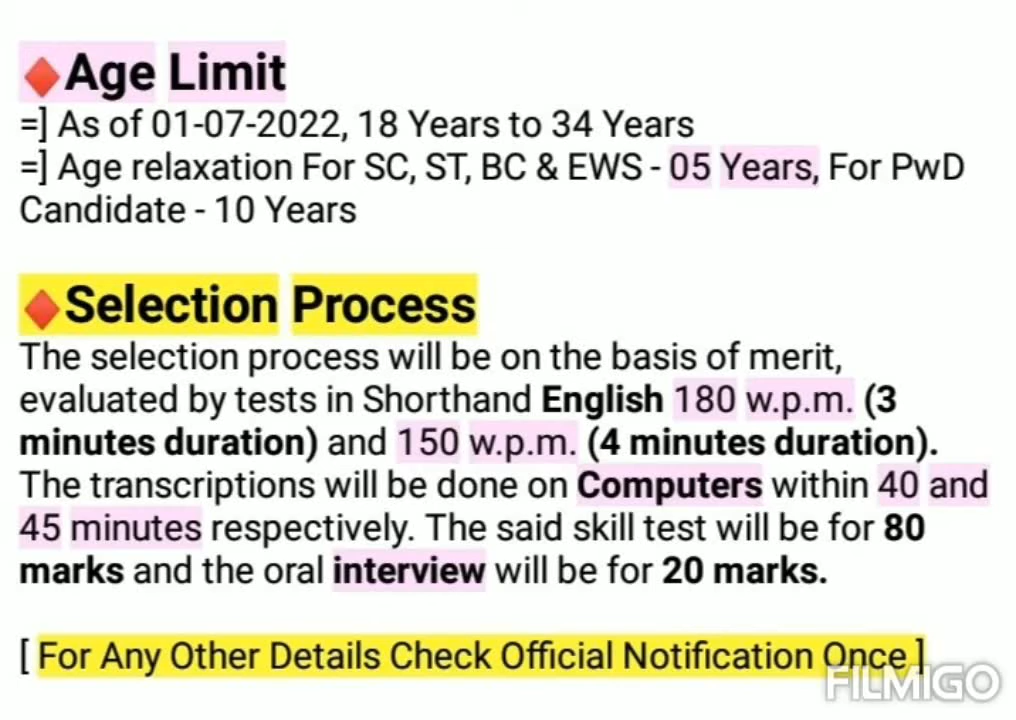 ♦Age Limit
=] As of 01-07-2022, 18 Years to 34 Years
=] Age relaxation For SC, ST, BC & EWS - 05 Years, For PwD
Candidate - 10 Years
♦Selection Process
The selection process will be on the basis of merit,
evaluated by tests in Shorthand English 180 w.p.m. (3
minutes duration) and 150 w.p.m. (4 minutes duration).
The transcriptions will be done on Computers within 40 and
45 minutes respectively. The said skill test will be for 80
marks and the oral interview will be for 20 marks.
[ For Any Other Details Check Official Notification Once ]
FILMIGO